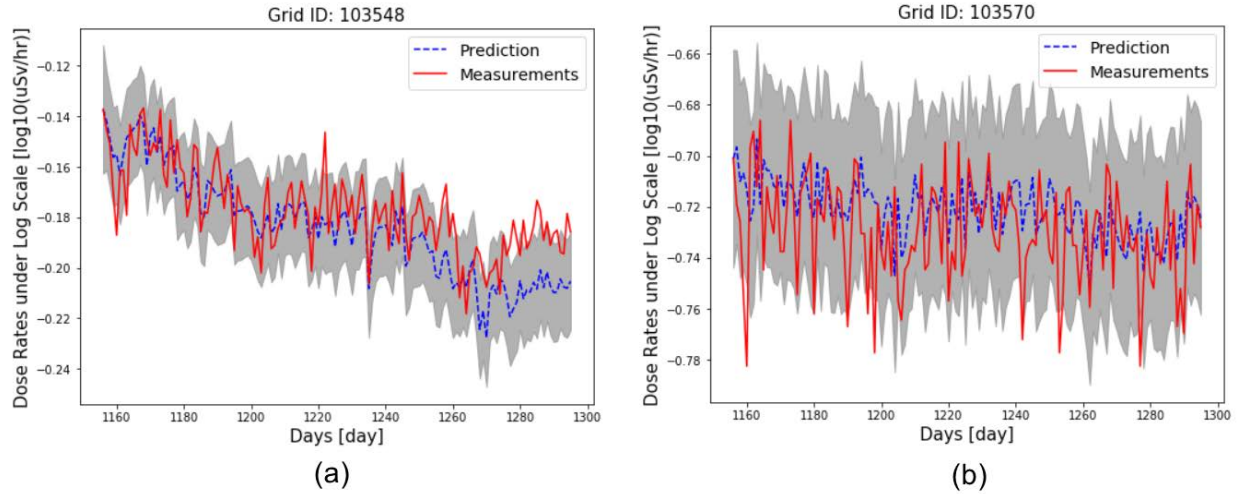 Grid ID: 103548
Dose Rates under Log Scale [log10(uSv/hr)]
−0.12
−0.14
−0.16
−0.18
−0.20
−0.22
−0.24
Prediction
Measurements
1160 1180 1200 1220 1240 1260 1280 1300
Days [day]
(a)
Grid ID: 103570
Dose Rates under Log Scale [log10(uSv/hr)]
−0.66
−0.68
−0.70
−0.72
−0.74
−0.76
−0.78
Prediction
Measurements
1160 1180 1200 1220 1240 1260 1280 1300
Days [day]
(b)